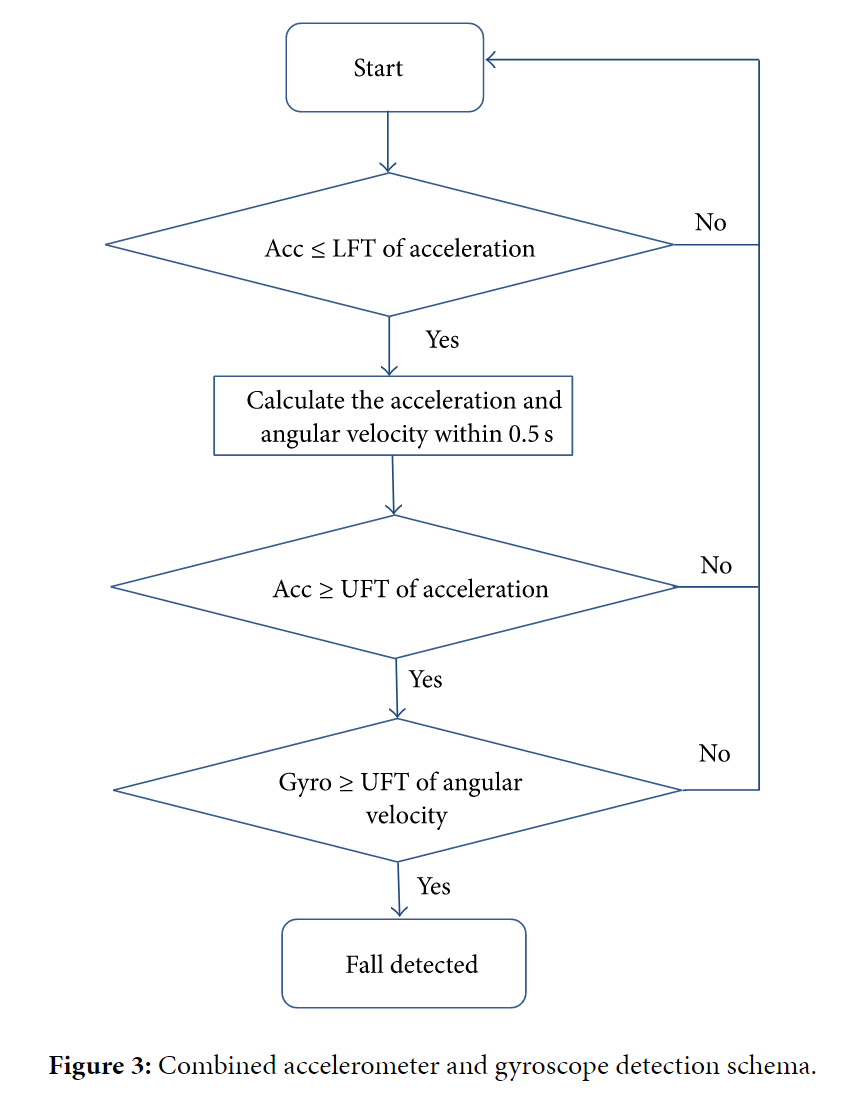 Start
Acc ≤ LFT of acceleration
No
Yes
Calculate the acceleration and
angular velocity within 0.5 s
Acc ≥ UFT of acceleration
No
Yes
Gyro ≥ UFT of angular
velocity
No
Yes
Fall detected
Figure 3: Combined accelerometer and gyroscope detection schema.